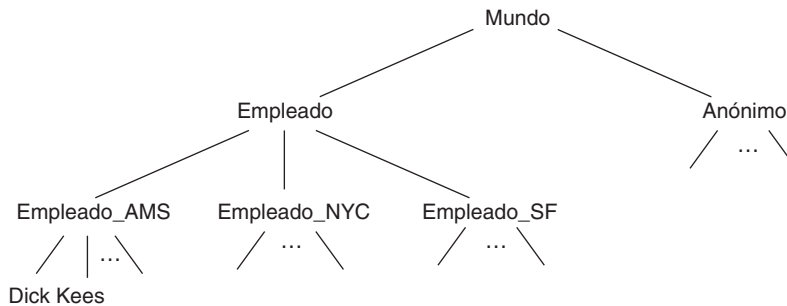 Mundo
Empleado Anónimo
...
Empleado_AMS Empleado_NYC Empleado_SF
... ... ...
Dick Kees